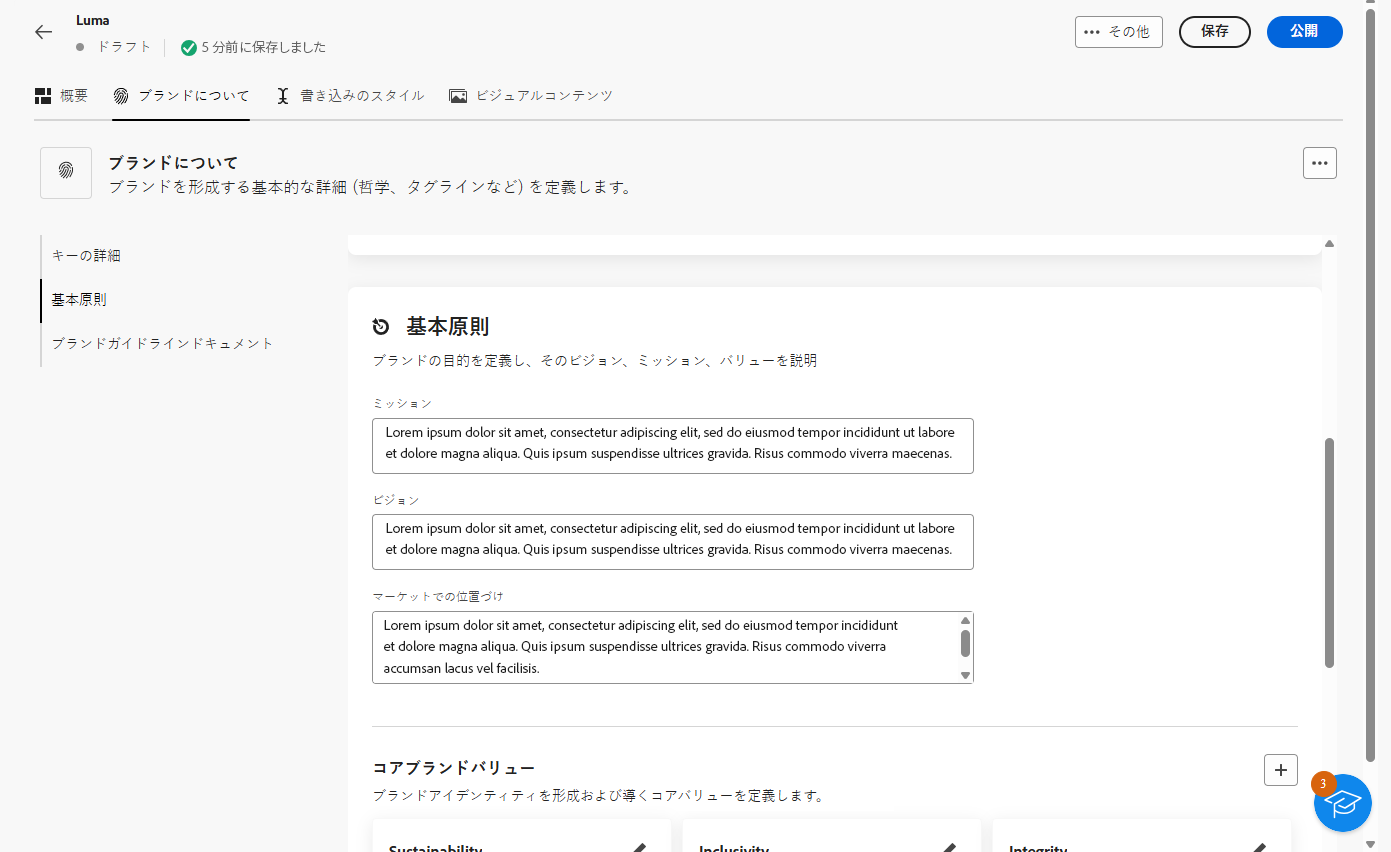 Luma
ドラフト
5 分前に保存しました
その他
保存
公開
概要
ブランドについて
書き込みのスタイル
ビジュアルコンテンツ
ブランドについて
ブランドを形成する基本的な詳細 (哲学、タグラインなど) を定義します。
キーの詳細
基本原則
ブランドガイドラインドキュメント
基本原則
ブランドの目的を定義し、そのビジョン、ミッション、バリューを説明
ミッション
Lorem ipsum dolor sit amet, consectetur adipiscing elit, sed do eiusmod tempor incididunt ut labore
et dolore magna aliqua. Quis ipsum suspendisse ultrices gravida. Risus commodo viverra maecenas.
ビジョン
Lorem ipsum dolor sit amet, consectetur adipiscing elit, sed do eiusmod tempor incididunt ut labore
et dolore magna aliqua. Quis ipsum suspendisse ultrices gravida. Risus commodo viverra maecenas.
マーケットでの位置づけ
Lorem ipsum dolor sit amet, consectetur adipiscing elit, sed do eiusmod tempor incididunt
et dolore magna aliqua. Quis ipsum suspendisse ultrices gravida. Risus commodo viverra
accumsan lacus vel facilisis.
コアブランドバリュー
ブランドアイデンティティを形成および導くコアバリューを定義します。
3
Sustainability
Inclusivity
Integrity